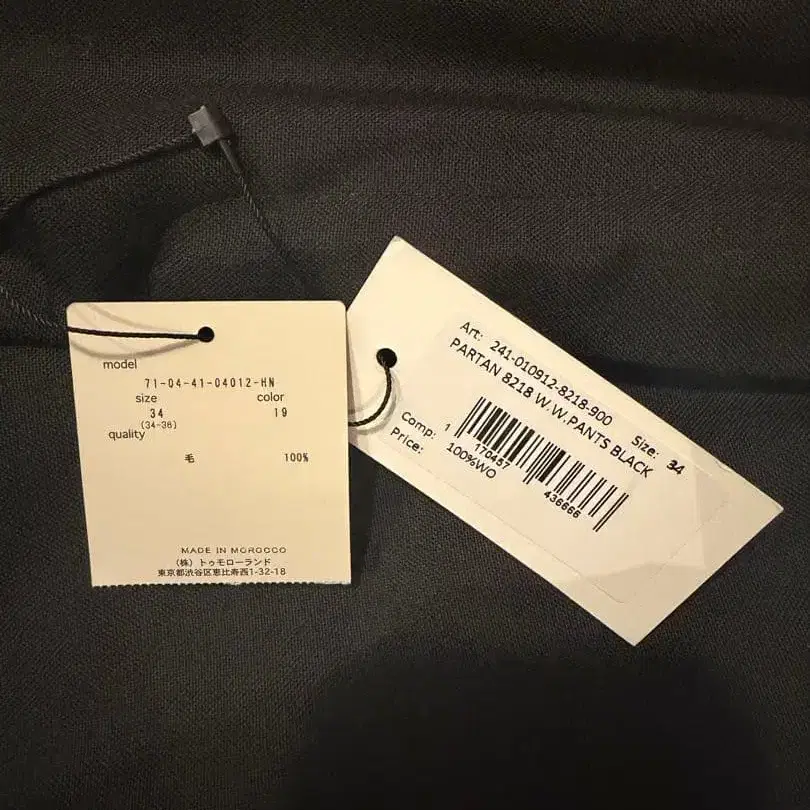 model
71-04-41-04012-HN
size color
34 19
(34-36)
quality
毛 100%
MADE IN MOROCCO
(株) トゥモローランド
東京都渋谷区恵比寿西1-32-18
Art: 241-010912-8218-900
PARTAN 8218 W.W.PANTS BLACK
Size: 34
1 170457 436666
Comp: 100%WO
Price: